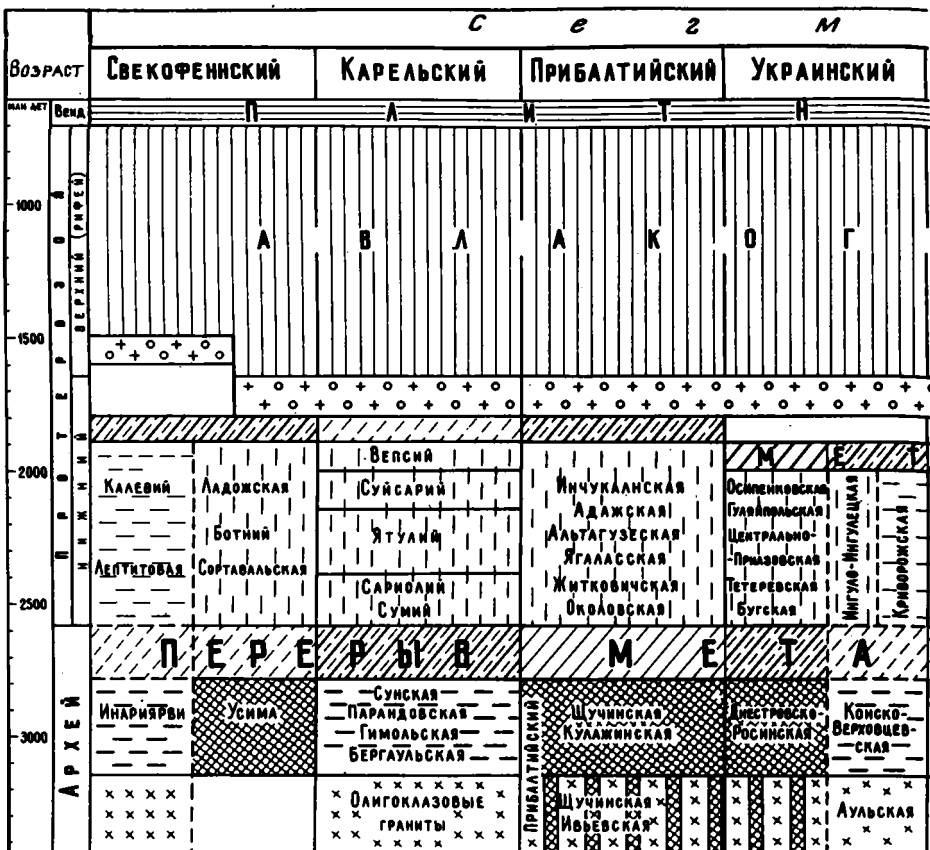 С е г м
ВОЗРАСТ
СВЕКОФЕННСКИЙ
КАРЕЛЬСКИЙ
ПРИБАЛТИЙСКИЙ
УКРАИНСКИЙ
МЛН ЛЕТ
ВЕНД
П Л И Т Н
1000
1500
2000
2500
3000
ПРОТЕРОЗОЙ
ВЕРХНИЙ (РИФЕЙ)
НИЖНИЙ
АРХЕЙ
А В Л А К О Г
М Е Т
КАЛЕВИЙ
ЛЕПТИТОВАЯ
ЛАДОЖСКАЯ
БОТНИЙ
СОРТАВАЛЬСКАЯ
ВЕПСИЙ
СУЙСАРИЙ
ЯТУЛИЙ
САРИОЛИЙ
СУМИЙ
ИНЧУКАЛНСКАЯ
АДАЖСКАЯ
АЛЬТАГУЗЕСКАЯ
ЯГАЛАССКАЯ
ЖИТКОВИЧСКАЯ
ОКОЛОВСКАЯ
ОСИПЕНКОВСКАЯ
ГУЛЯЙПОЛЬСКАЯ
ЦЕНТРАЛЬНО-
-ПРИАЗОВСКАЯ
ТЕТЕРЕВСКАЯ
БУГСКАЯ
ИНГУЛО-ИНГУЛЕЦКАЯ
КРИВОРОЖСКАЯ
П Е Р Е Р Ы В М Е Т А
ИНАРИЯРВИ
УСИМА
СУНСКАЯ
ПАРАНДОВСКАЯ
ГИМОЛЬСКАЯ
БЕРГАУЛЬСКАЯ
ПРИБАЛТИЙСКИЙ
ЩУЧИНСКАЯ
КУЛАЖИНСКАЯ
ДНЕСТРОВСКО-
РОСИНСКАЯ
КОНСКО-
ВЕРХОВЦЕВ-
СКАЯ
ОЛИГОКЛАЗОВЫЕ
ГРАНИТЫ
ЩУЧИНСКАЯ
ИВЬЕВСКАЯ
АУЛЬСКАЯ